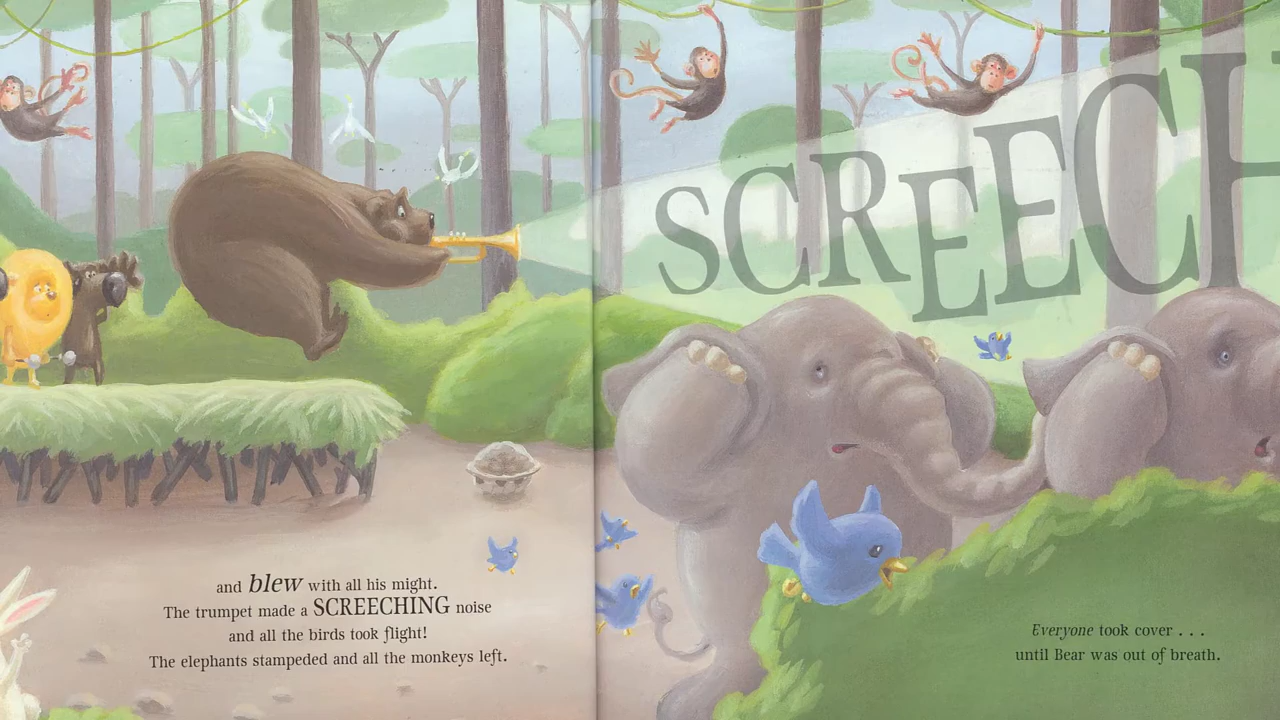 and blew with all his might.
The trumpet made a SCREECHING noise
and all the birds took flight!
The elephants stampeded and all the monkeys left.
SCREECH
Everyone took cover . . .
until Bear was out of breath.